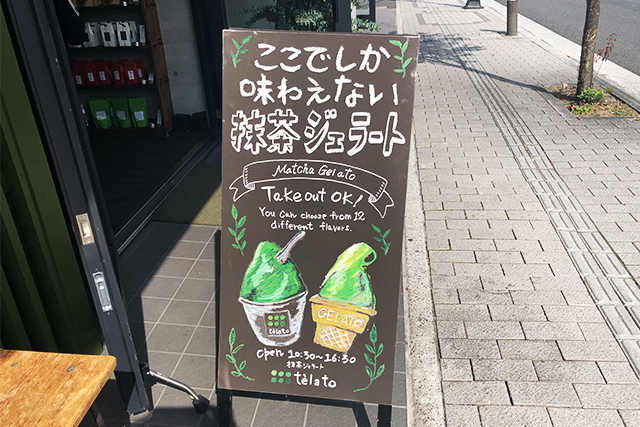 ここでしか
味わえない
抹茶ジェラート
Matcha Gelato
Take out OK!
You can choose from 12
different flavors.
tèlato
GELATO
open 10:30~16:30
抹茶ジェラート
tèlato